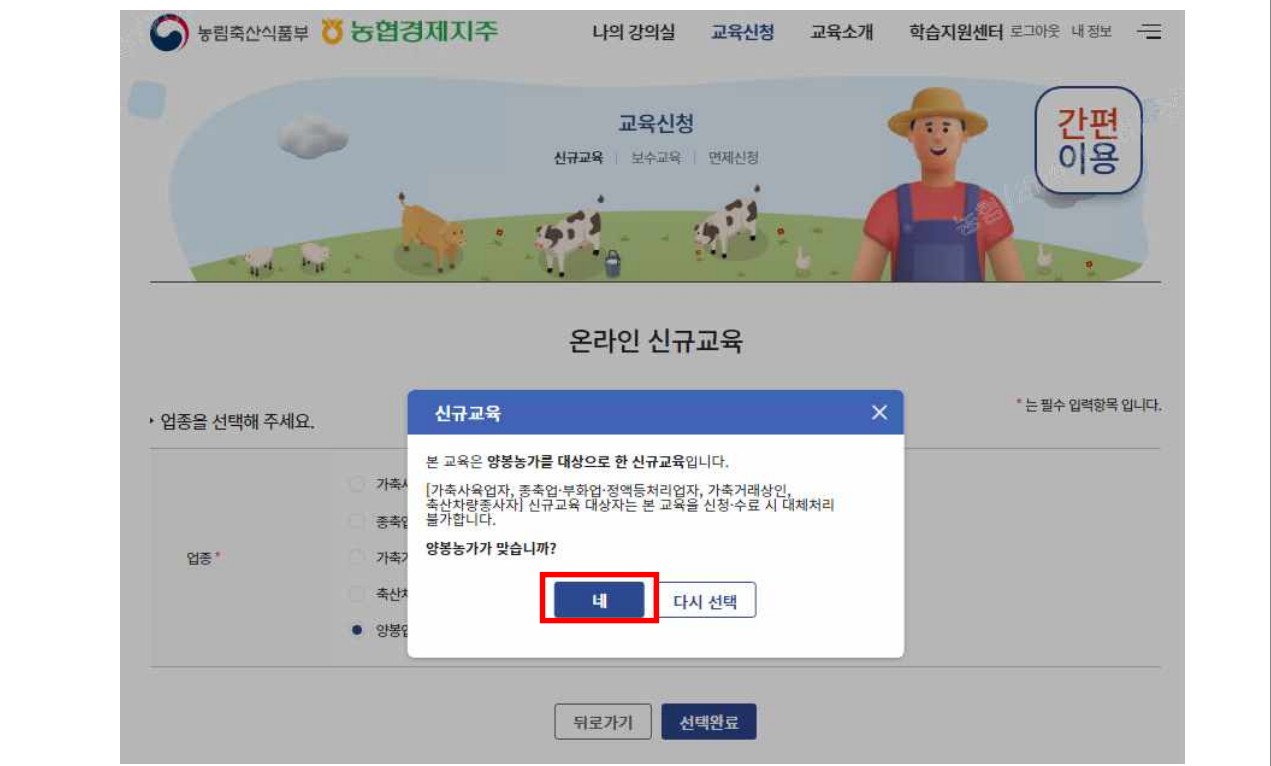 농림축산식품부 농협경제지주 나의 강의실 교육신청 교육소개 학습지원센터 로그아웃 내 정보
교육신청
신규교육 | 보수교육 | 면제신청
간편
이용
온라인 신규교육
업종을 선택해 주세요.
* 는 필수 입력항목 입니다.
신규교육
본 교육은 양봉농가를 대상으로 한 신규교육입니다.
[가축사육업자, 종축업·부화업·정액등처리업자, 가축거래상인,
축산차량종사자] 신규교육 대상자는 본 교육을 신청·수료 시 대체처리
불가합니다.
양봉농가가 맞습니까?
네 다시 선택
업종 *
가축
종축
가축
축산
양봉
뒤로가기 선택완료